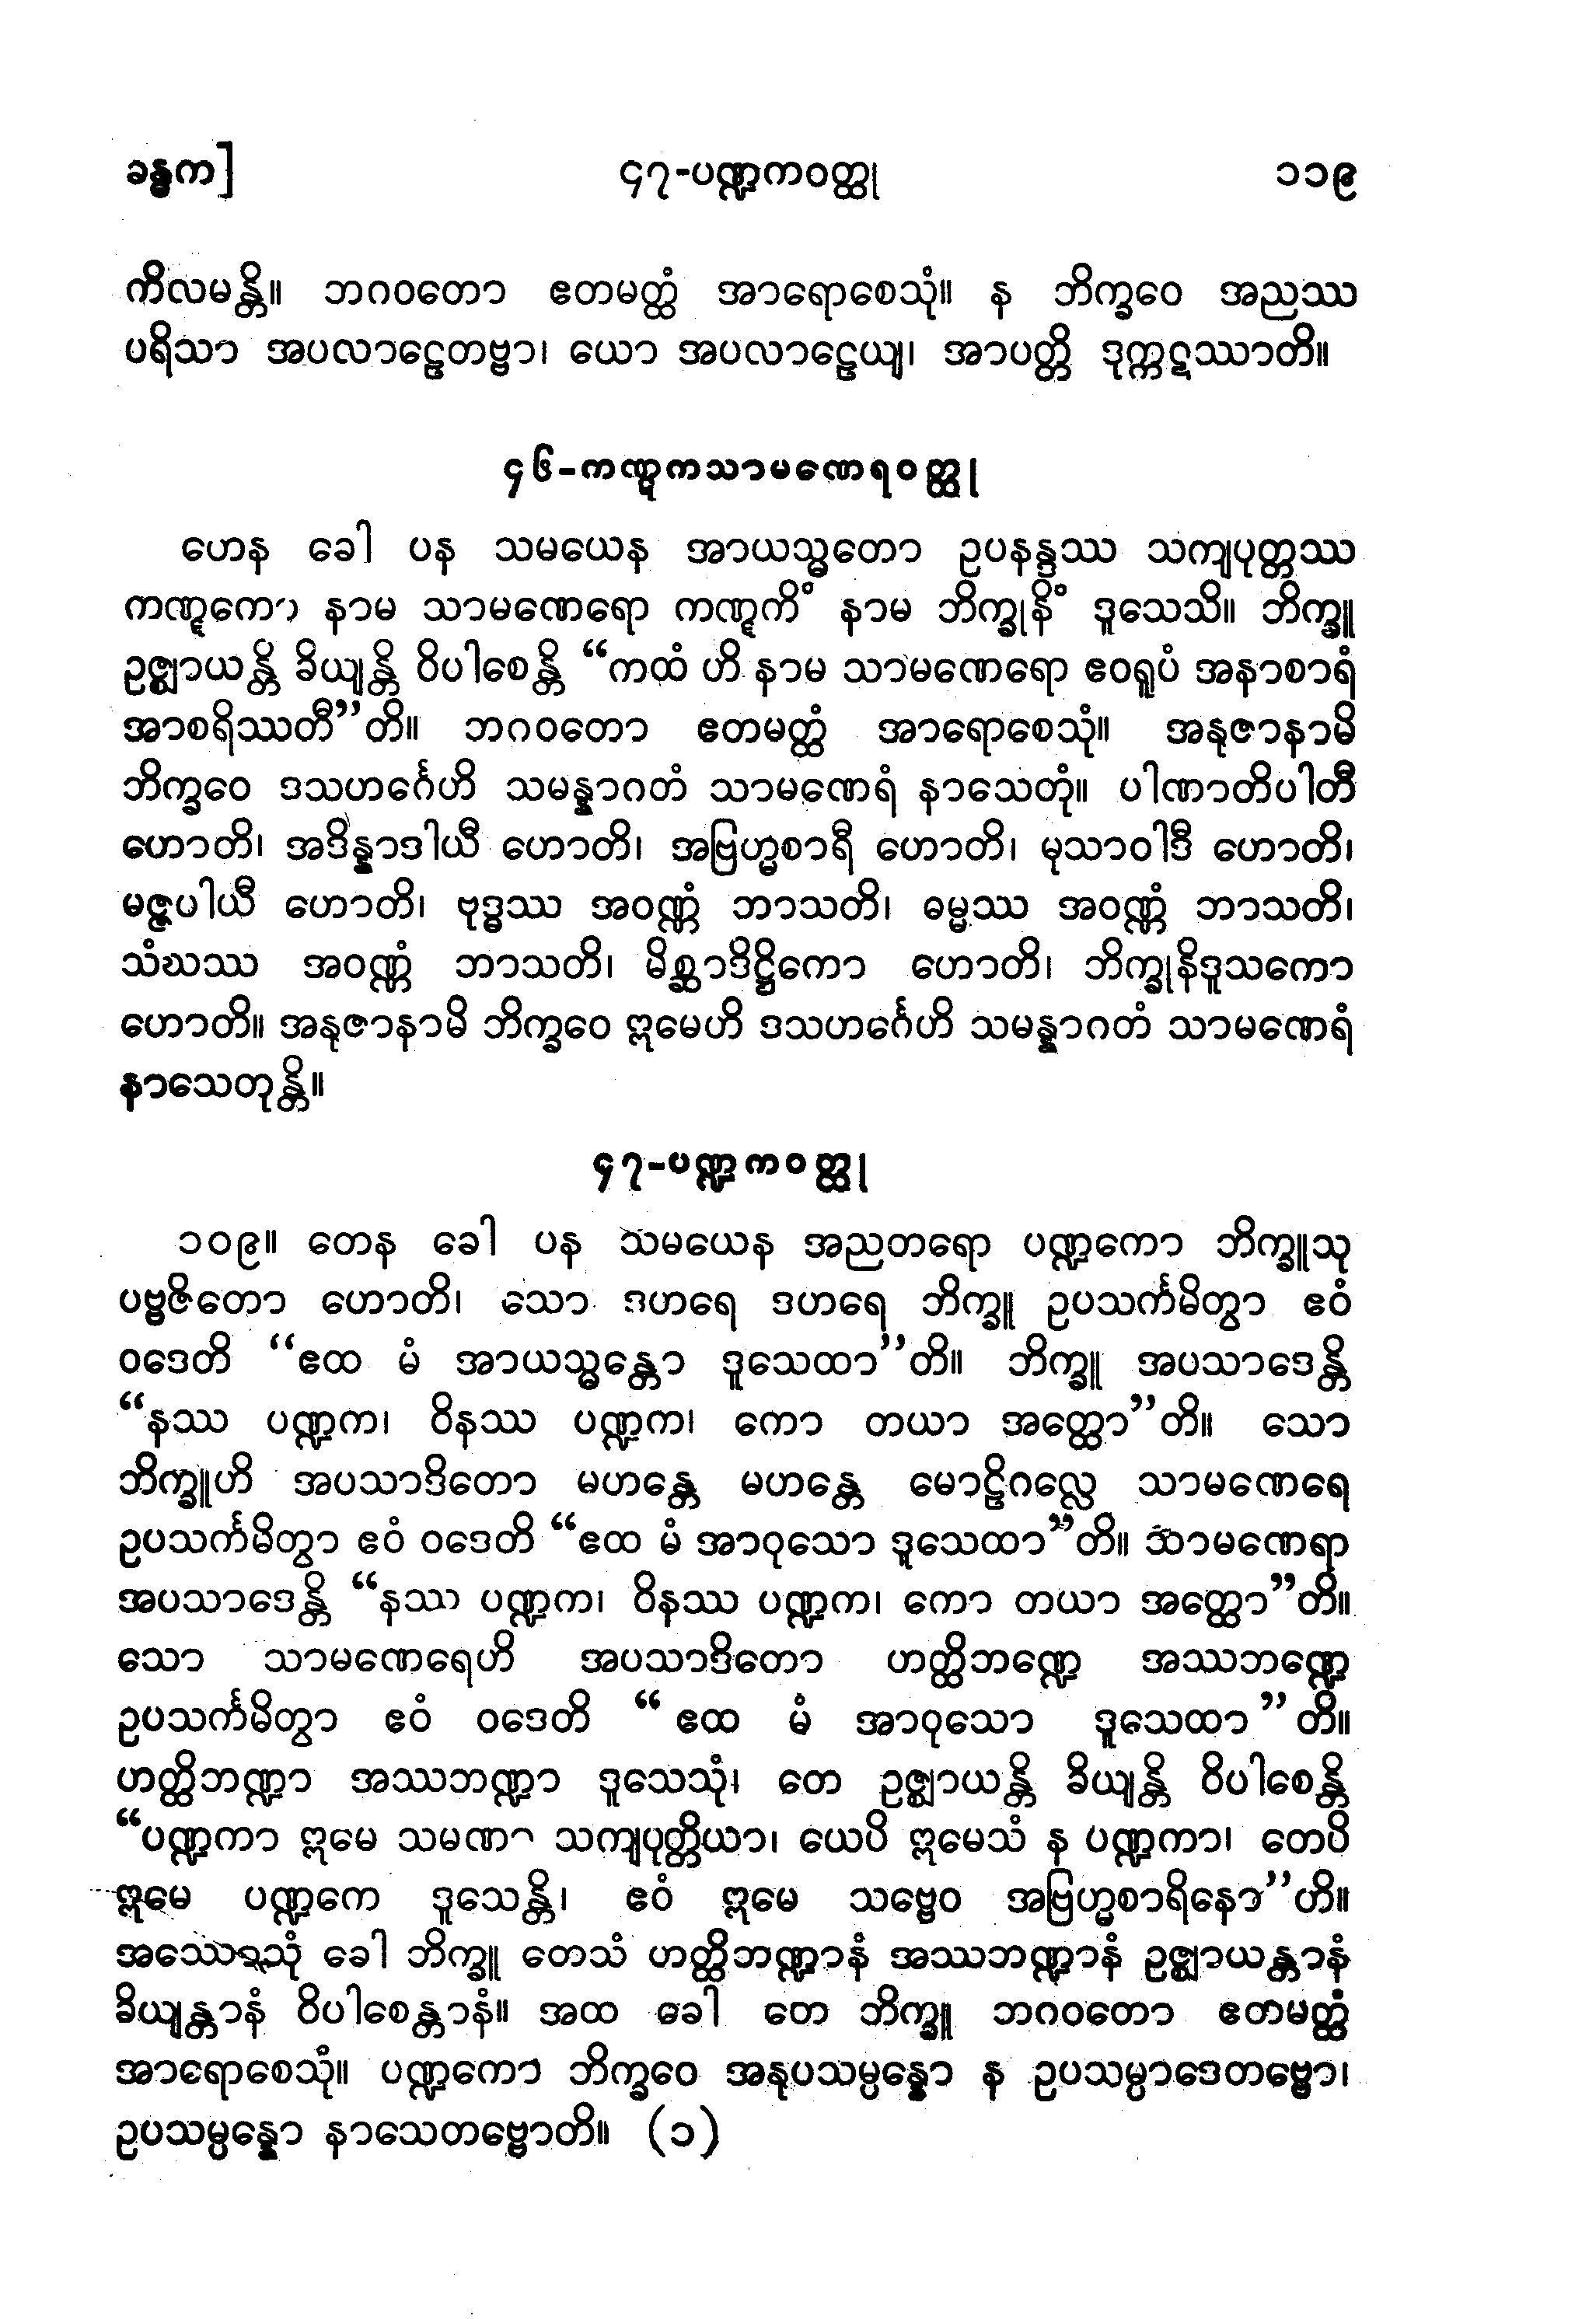 ခန္ဓက]	၄၇-ပဏ္ဍကဝတ္ထု	၁၁၉
ကိလမန္တိ။ ဘဂဝတော ဧတမတ္ထံ အာရောစေသုံ။ န ဘိက္ခဝေ အညဿ
ပရိသာ အပလာဠေတဗ္ဗာ၊ ယော အပလာဠေယျ၊ အာပတ္တိ ဒုက္ကဋဿာတိ။
၄၆-ကဏ္ဋကသာမဏေရဝတ္ထု
ဟေန ခေါ ပန သမယေန အာယသ္မတော ဥပနန္ဒဿ သကျပုတ္တဿ
ကဏ္ဋကော နာမ သာမဏေရော ကဏ္ဋကိံ နာမ ဘိက္ခုနိံ ဒူသေသိ။ ဘိက္ခူ
ဥဇ္ဈာယန္တိ ခိယျန္တိ ဝိပါစေန္တိ “ကထံ ဟိ နာမ သာမဏေရော ဧဝရူပံ အနာစာရံ
အာစရိဿတီ”တိ။ ဘဂဝတော ဧတမတ္ထံ အာရောစေသုံ။ အနုဇာနာမိ
ဘိက္ခဝေ ဒသဟင်္ဂေဟိ သမန္နာဂတံ သာမဏေရံ နာသေတုံ။ ပါဏာတိပါတီ
ဟောတိ၊ အဒိန္နာဒါယီ ဟောတိ၊ အဗြဟ္မစာရီ ဟောတိ၊ မုသာဝါဒီ ဟောတိ၊
မဇ္ဇပါယီ ဟောတိ၊ ဗုဒ္ဓဿ အဝဏ္ဏံ ဘာသတိ၊ ဓမ္မဿ အဝဏ္ဏံ ဘာသတိ၊
သံဃဿ အဝဏ္ဏံ ဘာသတိ၊ မိစ္ဆာဒိဋ္ဌိကော ဟောတိ၊ ဘိက္ခုနိဒူသကော
ဟောတိ။ အနုဇာနာမိ ဘိက္ခဝေ ဣမေဟိ ဒသဟင်္ဂေဟိ သမန္နာဂတံ သာမဏေရံ
နာသေတုန္တိ။
၄၇-ပဏ္ဍကဝတ္ထု
၁၀၉။ တေန ခေါ ပန သမယေန အညတရော ပဏ္ဍကော ဘိက္ခူသု
ပဗ္ဗဇိတော ဟောတိ၊ သော ဒဟရေ ဒဟရေ ဘိက္ခူ ဥပသင်္ကမိတွာ ဧဝံ
ဝဒေတိ “ဧထ မံ အာယသ္မန္တော ဒူသေထာ”တိ။ ဘိက္ခူ အပသာဒေန္တိ
“နဿ ပဏ္ဍက၊ ဝိနဿ ပဏ္ဍက၊ ကော တယာ အတ္ထော”တိ။ သော
ဘိက္ခူဟိ အပသာဒိတော မဟန္တေ မဟန္တေ မောဠိဂလ္လေ သာမဏေရေ
ဥပသင်္ကမိတွာ ဧဝံ ဝဒေတိ “ဧထ မံ အာဝုသော ဒူသေထာ”တိ။ သာမဏေရာ
အပသာဒေန္တိ “နဿ ပဏ္ဍက၊ ဝိနဿ ပဏ္ဍက၊ ကော တယာ အတ္ထော”တိ။
သော သာမဏေရေဟိ အပသာဒိတော ဟတ္ထိဘဏ္ဍေ အဿဘဏ္ဍေ
ဥပသင်္ကမိတွာ ဧဝံ ဝဒေတိ “ဧထ မံ အာဝုသော ဒူသေထာ”တိ။
ဟတ္ထိဘဏ္ဍာ အဿဘဏ္ဍာ ဒူသေသုံ၊ တေ ဥဇ္ဈာယန္တိ ခိယျန္တိ ဝိပါစေန္တိ
“ပဏ္ဍကာ ဣမေ သမဏာ သကျပုတ္တိယာ၊ ယေပိ ဣမေသံ န ပဏ္ဍကာ၊ တေပိ
ဣမေ ပဏ္ဍကေ ဒူသေန္တိ၊ ဧဝံ ဣမေ သဗ္ဗေဝ အဗြဟ္မစာရိနော”ဟိ။
အဿောသုံ ခေါ ဘိက္ခူ တေသံ ဟတ္ထိဘဏ္ဍာနံ အဿဘဏ္ဍာနံ ဥဇ္ဈာယန္တာနံ
ခိယျန္တာနံ ဝိပါစေန္တာနံ။ အထ ခေါ တေ ဘိက္ခူ ဘဂဝတော ဧတမတ္ထံ
အာရောစေသုံ။ ပဏ္ဍကော ဘိက္ခဝေ အနုပသမ္ပန္နော န ဥပသမ္ပာဒေတဗ္ဗော၊
ဥပသမ္ပန္နော နာသေတဗ္ဗောတိ။ (၁)